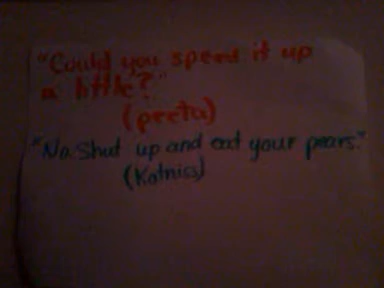 "Could you speed it up
a little?"
(peeta)
"No. Shut up and eat your pears."
(Katniss)